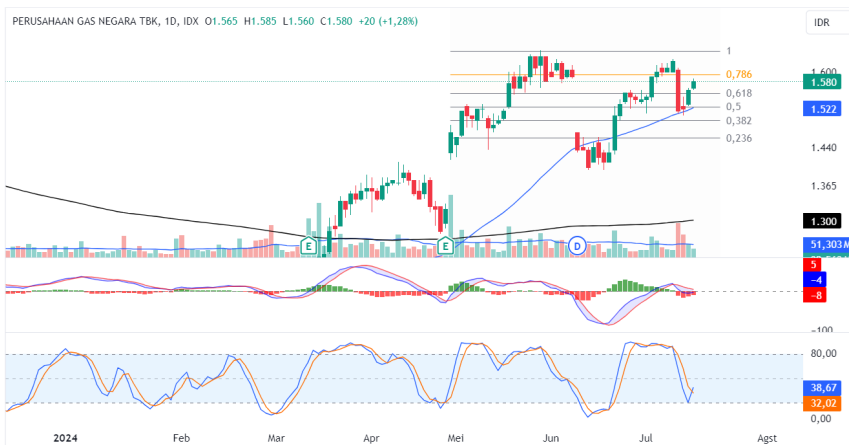 PERUSAHAAN GAS NEGARA TBK, 1D, IDX O1.565 H1.585 L1.560 C1.580 +20 (+1,28%)
IDR
1
1.600
0,786
1.580
0,618
0,5
1.522
0,382
0,236
1.440
1.365
1.300
E
E
D
51,303M
5
−4
−8
−100
80,00
38,67
32,02
0,00
2024
Feb
Mar
Apr
Mei
Jun
Jul
Agst